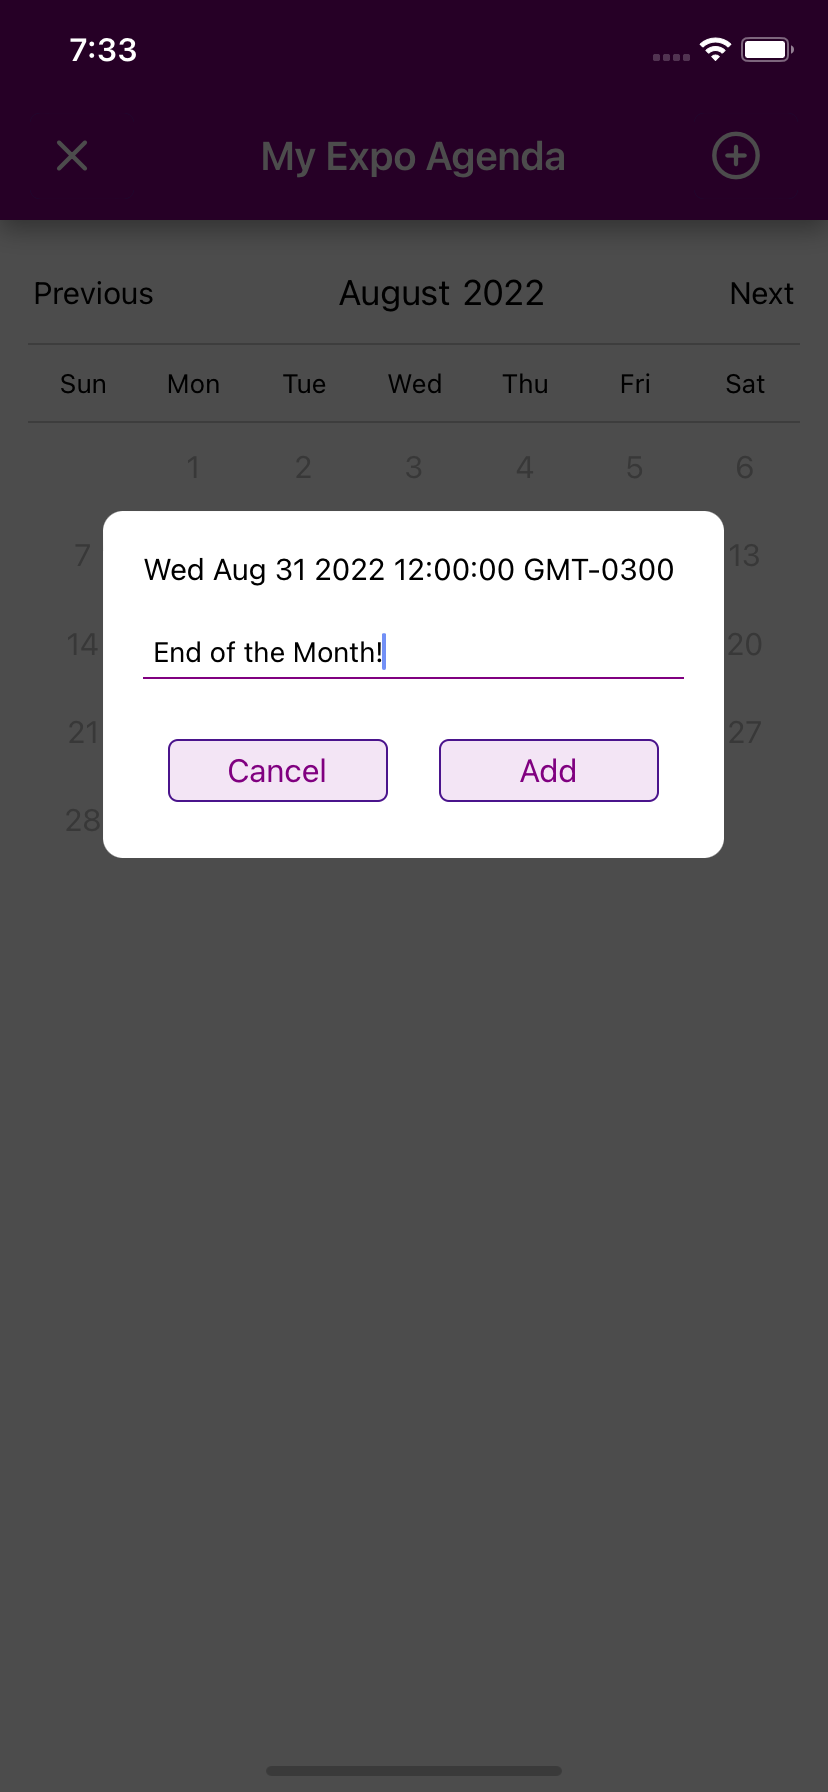 7:33
My Expo Agenda
Previous August 2022 Next
Sun Mon Tue Wed Thu Fri Sat
1 2 3 4 5 6
7 13
Wed Aug 31 2022 12:00:00 GMT-0300
14 20
End of the Month!
21 27
Cancel Add
28